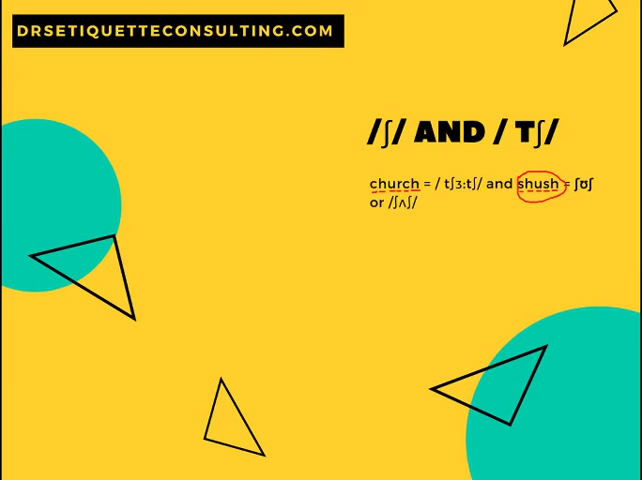 DRSETIQUETTECONSULTING.COM
/ʃ/ AND / Tʃ/
church = / tʃɜ:tʃ/ and shush = ʃʊʃ
or /ʃʌʃ/